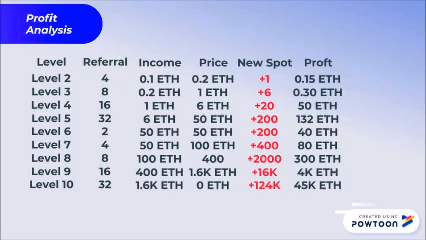 Profit
Analysis
Level Referral Income Price New Spot Proft
Level 2 4 0.1 ETH 0.2 ETH +1 0.15 ETH
Level 3 8 0.2 ETH 1 ETH +6 0.30 ETH
Level 4 16 1 ETH 6 ETH +20 50 ETH
Level 5 32 6 ETH 50 ETH +200 132 ETH
Level 6 2 50 ETH 50 ETH +200 40 ETH
Level 7 4 50 ETH 100 ETH +400 80 ETH
Level 8 8 100 ETH 400 +2000 300 ETH
Level 9 16 400 ETH 1.6K ETH +16K 4K ETH
Level 10 32 1.6K ETH 0 ETH +124K 45K ETH
CREATED USING
POWTOON